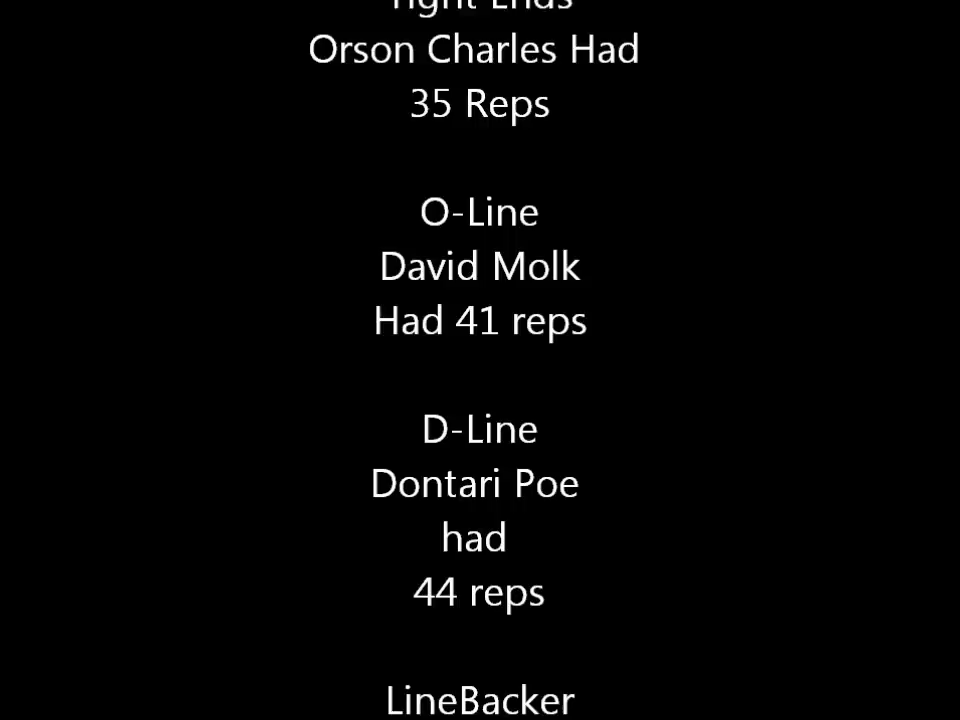 Tight Ends
Orson Charles Had
35 Reps
O-Line
David Molk
Had 41 reps
D-Line
Dontari Poe
had
44 reps
LineBacker